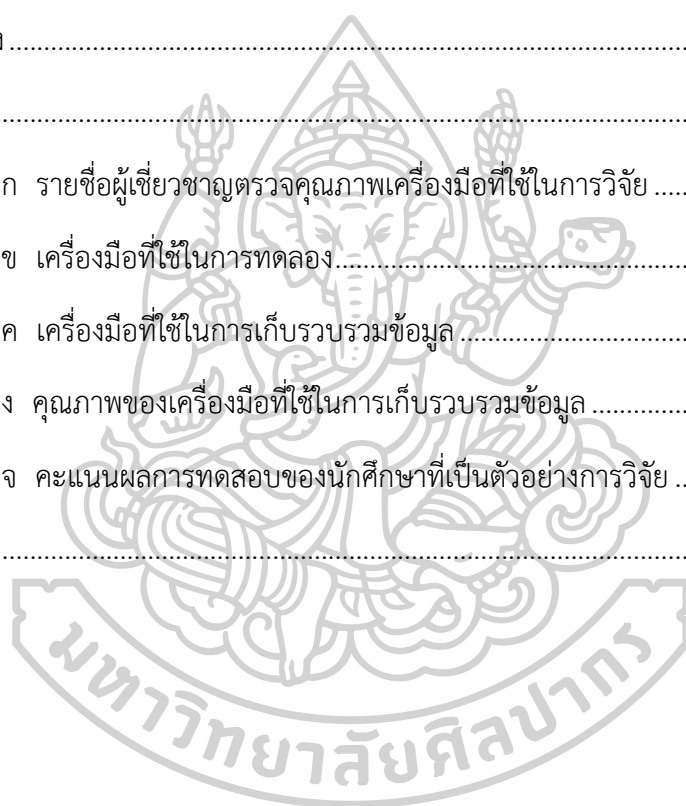 ง ........................................................................................................
........................................................................................................
ก รายชื่อผู้เชี่ยวชาญตรวจคุณภาพเครื่องมือที่ใช้ในการวิจัย .....
ข เครื่องมือที่ใช้ในการทดลอง......................................................
ค เครื่องมือที่ใช้ในการเก็บรวบรวมข้อมูล ...................................
ง คุณภาพของเครื่องมือที่ใช้ในการเก็บรวบรวมข้อมูล ...............
จ คะแนนผลการทดสอบของนักศึกษาที่เป็นตัวอย่างการวิจัย ..
........................................................................................................
มหาวิทยาลัยศิลปากร